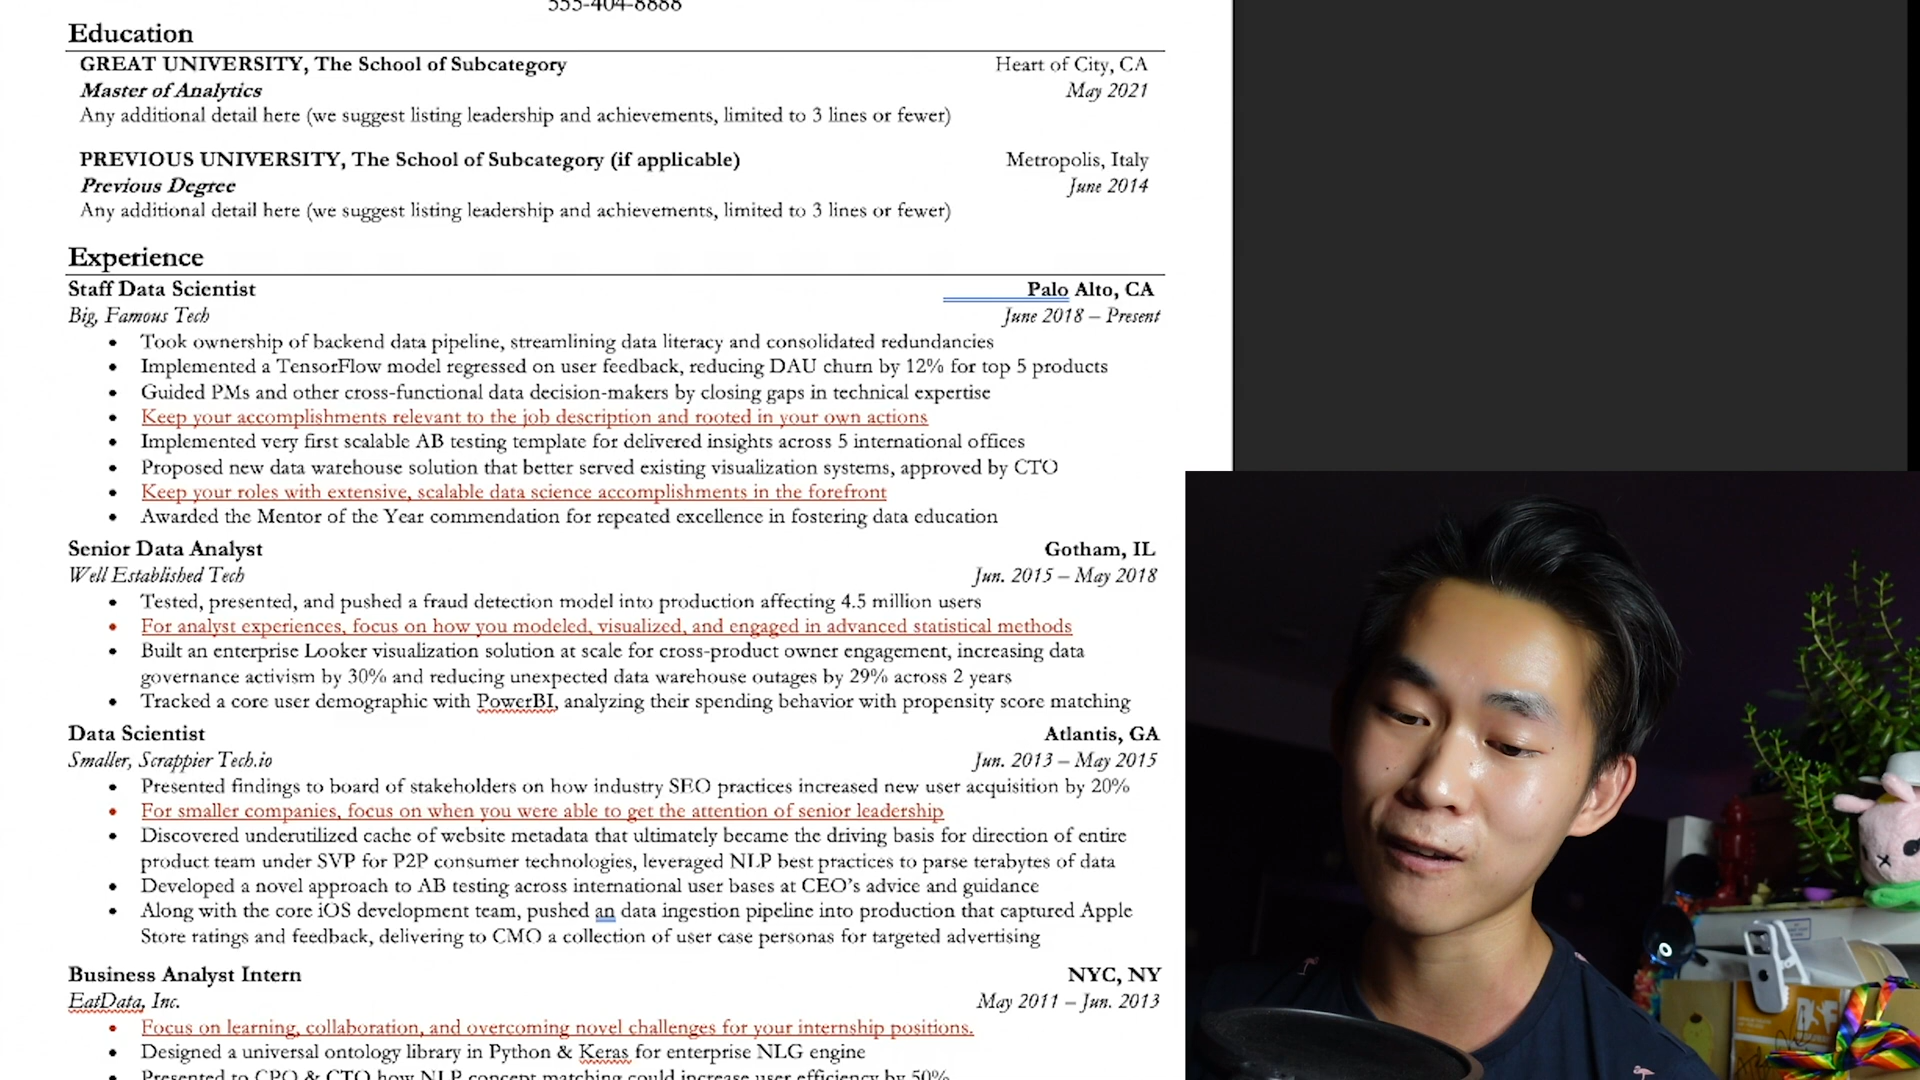 555-404-8888
Education
GREAT UNIVERSITY, The School of Subcategory Heart of City, CA
Master of Analytics May 2021
Any additional detail here (we suggest listing leadership and achievements, limited to 3 lines or fewer)
PREVIOUS UNIVERSITY, The School of Subcategory (if applicable) Metropolis, Italy
Previous Degree June 2014
Any additional detail here (we suggest listing leadership and achievements, limited to 3 lines or fewer)
Experience
Staff Data Scientist Palo Alto, CA
Big, Famous Tech June 2018 – Present
• Took ownership of backend data pipeline, streamlining data literacy and consolidated redundancies
• Implemented a TensorFlow model regressed on user feedback, reducing DAU churn by 12% for top 5 products
• Guided PMs and other cross-functional data decision-makers by closing gaps in technical expertise
• Keep your accomplishments relevant to the job description and rooted in your own actions
• Implemented very first scalable AB testing template for delivered insights across 5 international offices
• Proposed new data warehouse solution that better served existing visualization systems, approved by CTO
• Keep your roles with extensive, scalable data science accomplishments in the forefront
• Awarded the Mentor of the Year commendation for repeated excellence in fostering data education
Senior Data Analyst Gotham, IL
Well Established Tech Jun. 2015 – May 2018
• Tested, presented, and pushed a fraud detection model into production affecting 4.5 million users
• For analyst experiences, focus on how you modeled, visualized, and engaged in advanced statistical methods
• Built an enterprise Looker visualization solution at scale for cross-product owner engagement, increasing data
governance activism by 30% and reducing unexpected data warehouse outages by 29% across 2 years
• Tracked a core user demographic with PowerBI, analyzing their spending behavior with propensity score matching
Data Scientist Atlantis, GA
Smaller, Scrappier Tech.io Jun. 2013 – May 2015
• Presented findings to board of stakeholders on how industry SEO practices increased new user acquisition by 20%
• For smaller companies, focus on when you were able to get the attention of senior leadership
• Discovered underutilized cache of website metadata that ultimately became the driving basis for direction of entire
product team under SVP for P2P consumer technologies, leveraged NLP best practices to parse terabytes of data
• Developed a novel approach to AB testing across international user bases at CEO's advice and guidance
• Along with the core iOS development team, pushed an data ingestion pipeline into production that captured Apple
Store ratings and feedback, delivering to CMO a collection of user case personas for targeted advertising
Business Analyst Intern NYC, NY
EatData, Inc. May 2011 – Jun. 2013
• Focus on learning, collaboration, and overcoming novel challenges for your internship positions.
• Designed a universal ontology library in Python & Keras for enterprise NLG engine
• Presented to CPO & CTO how NLP concept matching could increase user efficiency by 50%